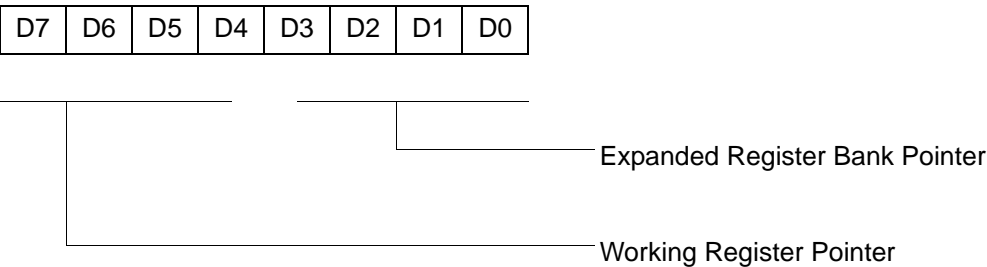 D7 D6 D5 D4 D3 D2 D1 D0
Expanded Register Bank Pointer
Working Register Pointer